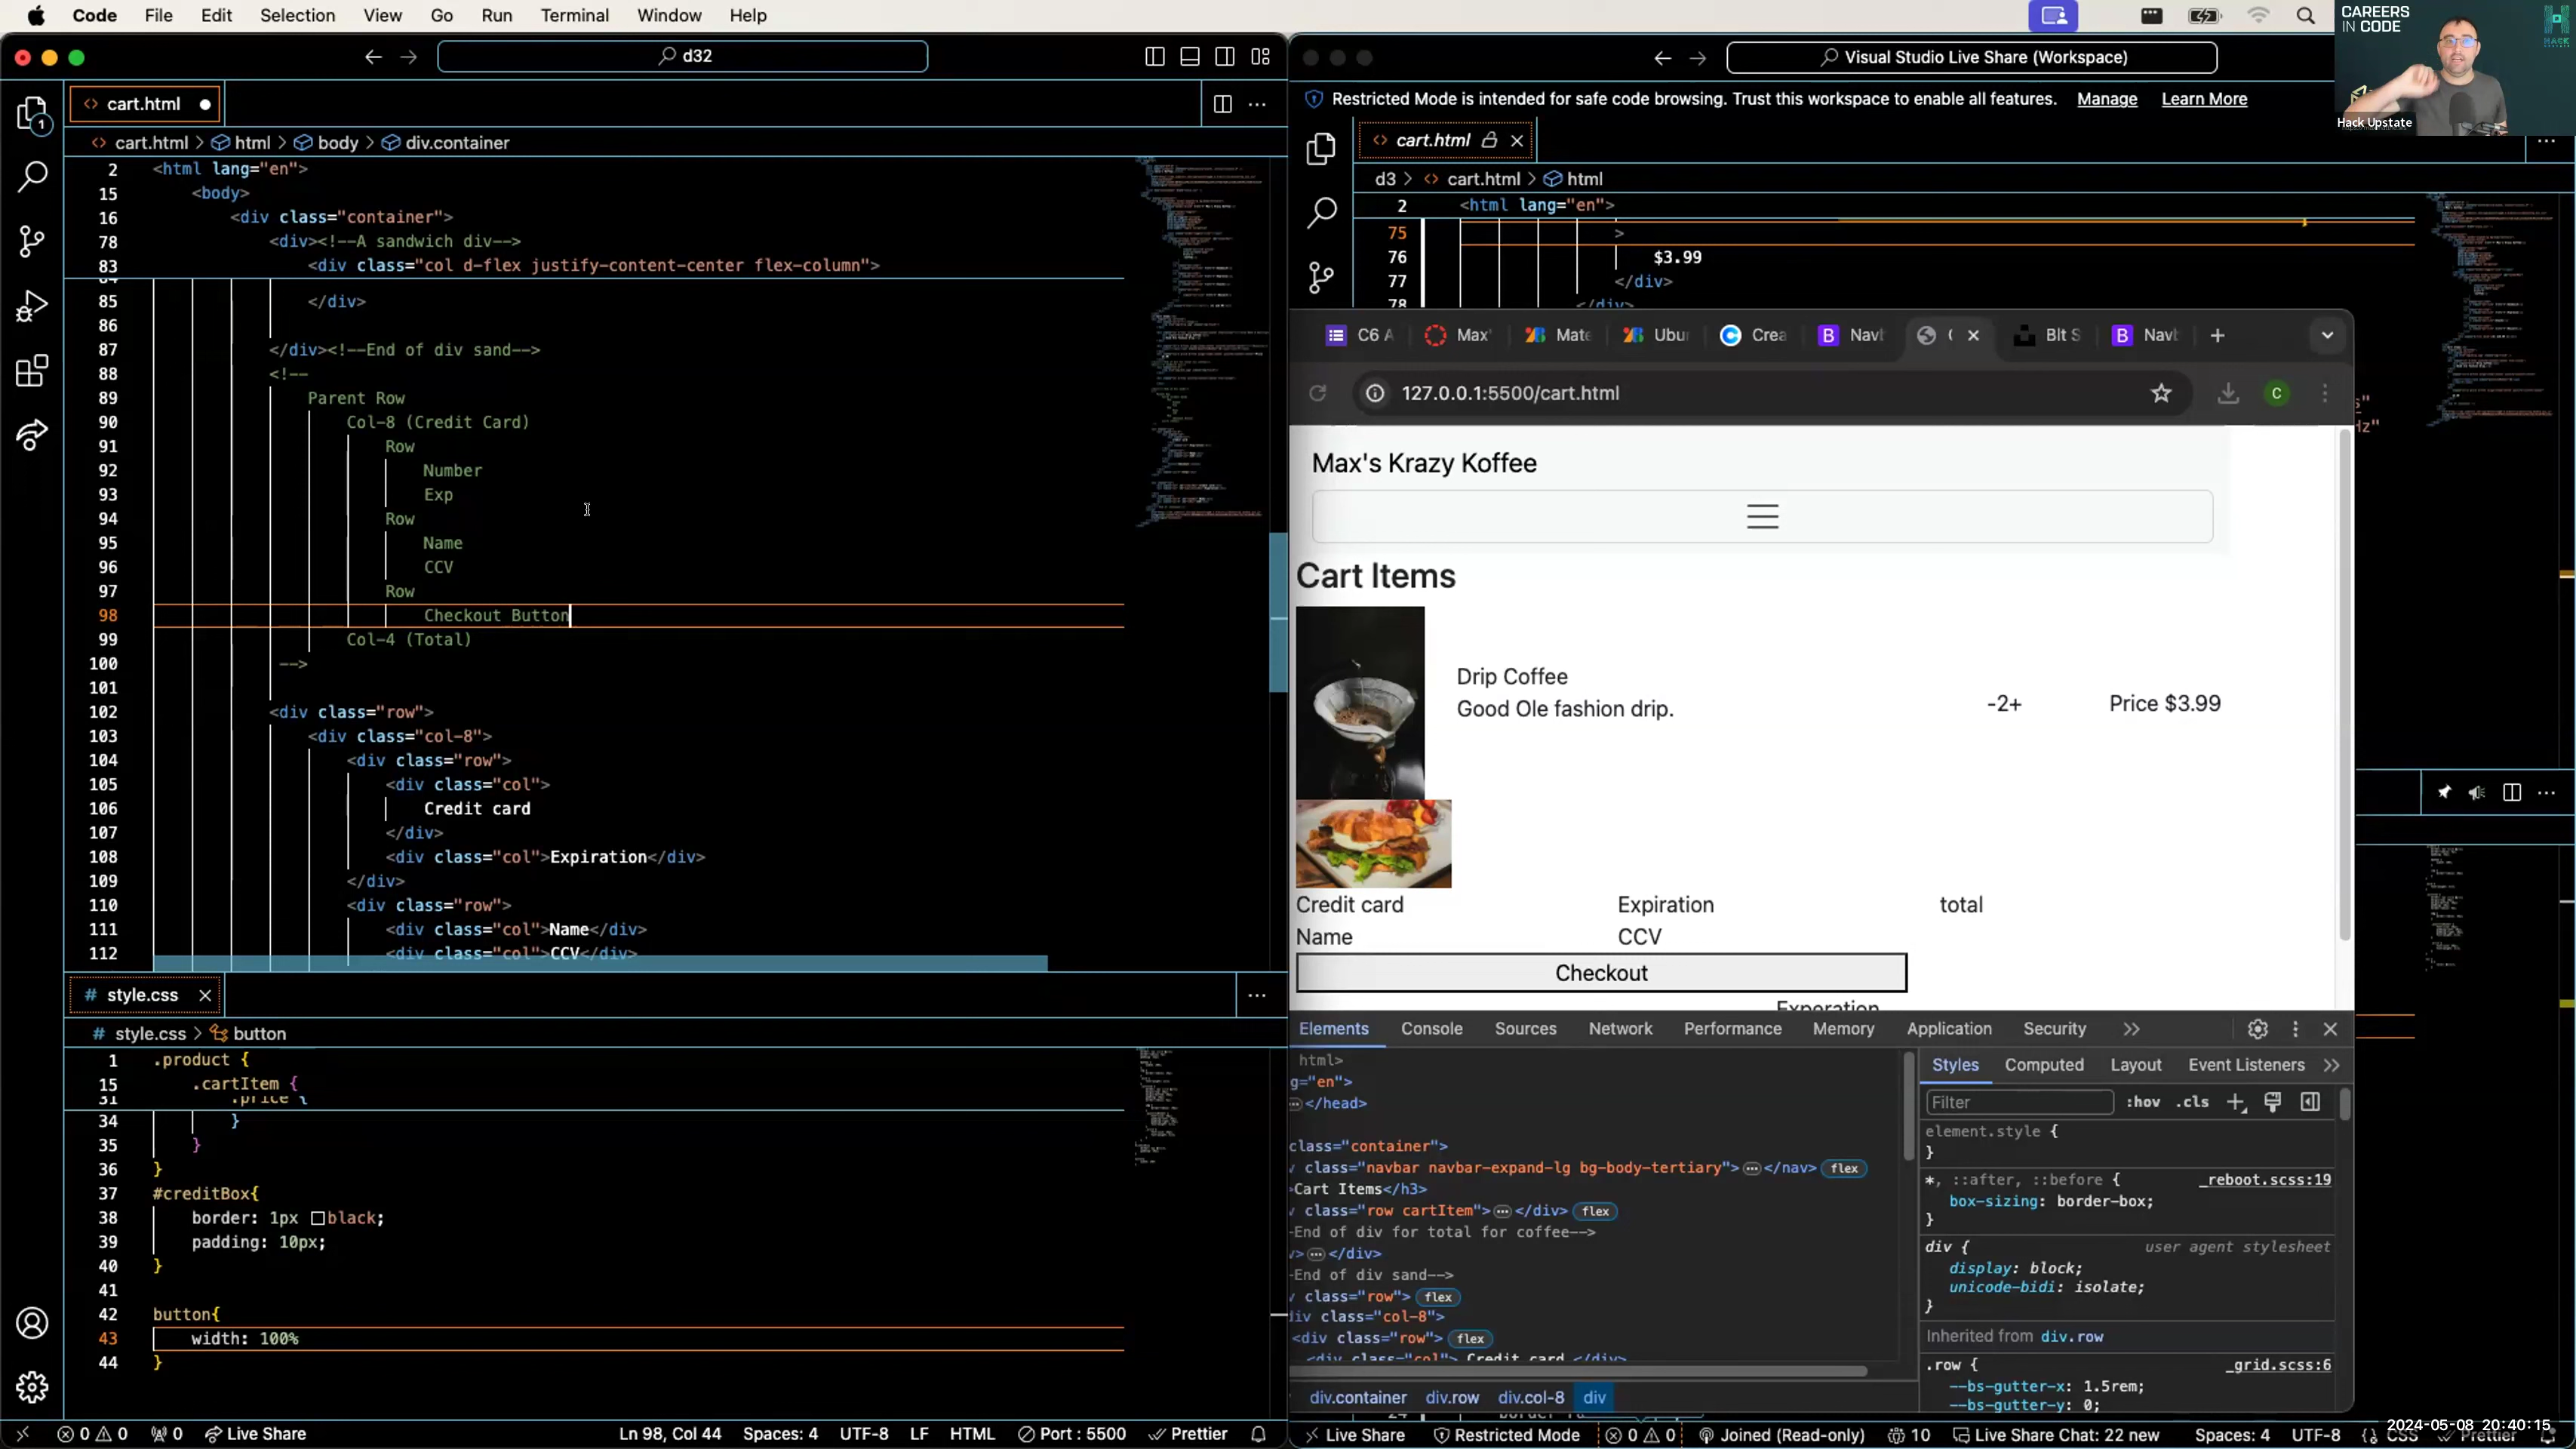 Code File Edit Selection View Go Run Terminal Window Help
CAREERS
IN CODE
HACK
Hack Upstate
d32
cart.html
cart.html > html > body > div.container
2 <html lang="en">
15 <body>
16 <div class="container">
78 <div><!--A sandwich div-->
83 <div class="col d-flex justify-content-center flex-column">
85 </div>
86
87 </div><!--End of div sand-->
88 <!--
89 Parent Row
90 Col-8 (Credit Card)
91 Row
92 Number
93 Exp
94 Row
95 Name
96 CCV
97 Row
98 Checkout Button
99 Col-4 (Total)
100 -->
101
102 <div class="row">
103 <div class="col-8">
104 <div class="row">
105 <div class="col">
106 Credit card
107 </div>
108 <div class="col">Expiration</div>
109 </div>
110 <div class="row">
111 <div class="col">Name</div>
112 <div class="col">CCV</div>
# style.css
# style.css > button
1 .product {
15 .cartItem {
31 .price {
34 }
35 }
36 }
37 #creditBox{
38 border: 1px black;
39 padding: 10px;
40 }
41
42 button{
43 width: 100%
44 }
0 0 0 Live Share Ln 98, Col 44 Spaces: 4 UTF-8 LF HTML Port : 5500 Prettier
Visual Studio Live Share (Workspace)
Restricted Mode is intended for safe code browsing. Trust this workspace to enable all features. Manage Learn More
cart.html
d3 > cart.html > html
2 <html lang="en">
75 >
76 $3.99
77 </div>
78 </div>
C6 A Max' Mate Ubu Crea Navb ( Blt S Navb
127.0.0.1:5500/cart.html
C
Max's Krazy Koffee
Cart Items
Drip Coffee
Good Ole fashion drip.
-2+
Price $3.99
Credit card Expiration total
Name CCV
Checkout
Experation
Elements Console Sources Network Performance Memory Application Security
html>
g="en">
</head>
class="container">
class="navbar navbar-expand-lg bg-body-tertiary"> </nav> flex
>Cart Items</h3>
class="row cartItem"> </div> flex
-End of div for total for coffee-->
> </div>
-End of div sand-->
class="row"> flex
div class="col-8">
<div class="row"> flex
<div class="col"> Credit card </div>
div.container div.row div.col-8 div
Styles Computed Layout Event Listeners
Filter :hov .cls
element.style {
}
*, ::after, ::before { _reboot.scss:19
box-sizing: border-box;
}
div { user agent stylesheet
display: block;
unicode-bidi: isolate;
}
Inherited from div.row
.row { _grid.scss:6
--bs-gutter-x: 1.5rem;
--bs-gutter-y: 0;
2024-05-08 20:40:15
Live Share Restricted Mode 0 0 Joined (Read-only) 10 Live Share Chat: 22 new Spaces: 4 UTF-8 CSS Prettier